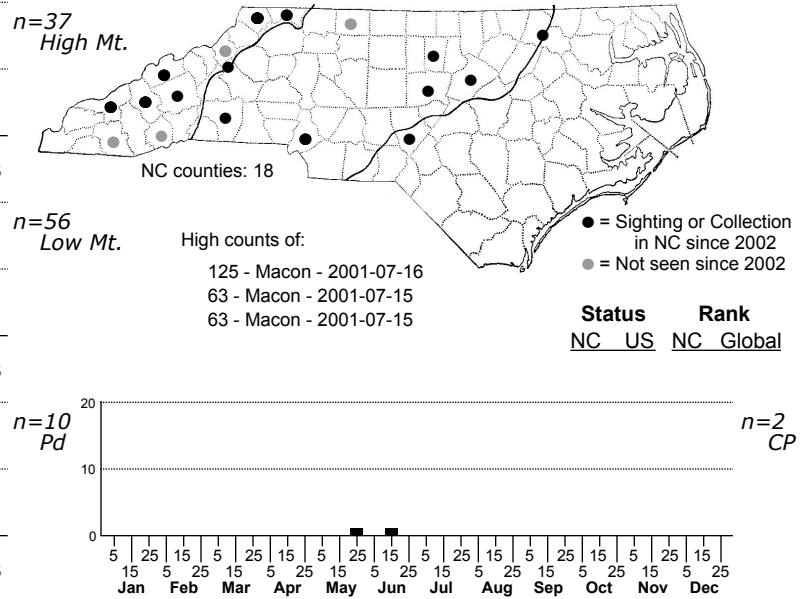 n=37
High Mt.
NC counties: 18
n=56
Low Mt.
High counts of:
125 - Macon - 2001-07-16
63 - Macon - 2001-07-15
63 - Macon - 2001-07-15
= Sighting or Collection
in NC since 2002
= Not seen since 2002
Status Rank
NC US NC Global
n=10
Pd
n=2
CP
20
10
0
5 25 15 5 25 15 5 25 15 5 25 15 5 25 15 5 25 15
15 5 25 15 5 25 15 5 25 15 5 25 15 5 25 15 5 25
Jan Feb Mar Apr May Jun Jul Aug Sep Oct Nov Dec